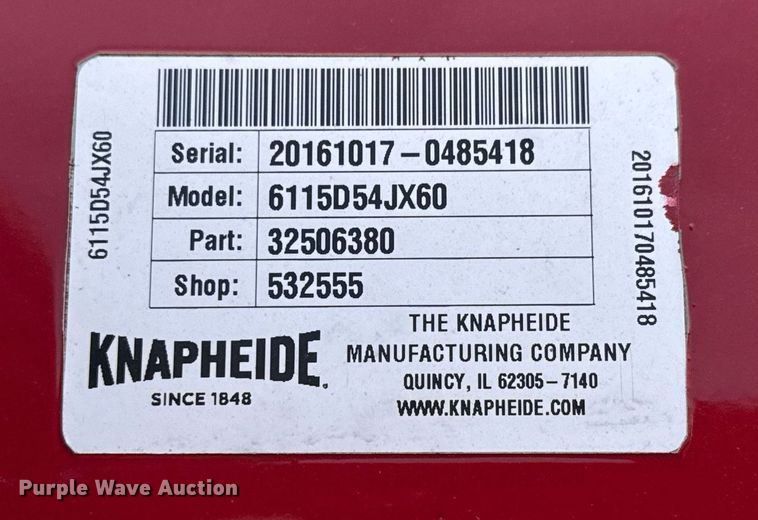 Serial: 20161017-0485418
Model: 6115D54JX60
Part: 32506380
Shop: 532555
6115D54JX60
201610170485418
KNAPHEIDE.
SINCE 1848
THE KNAPHEIDE
MANUFACTURING COMPANY
QUINCY, IL 62305-7140
WWW.KNAPHEIDE.COM
Purple Wave Auction